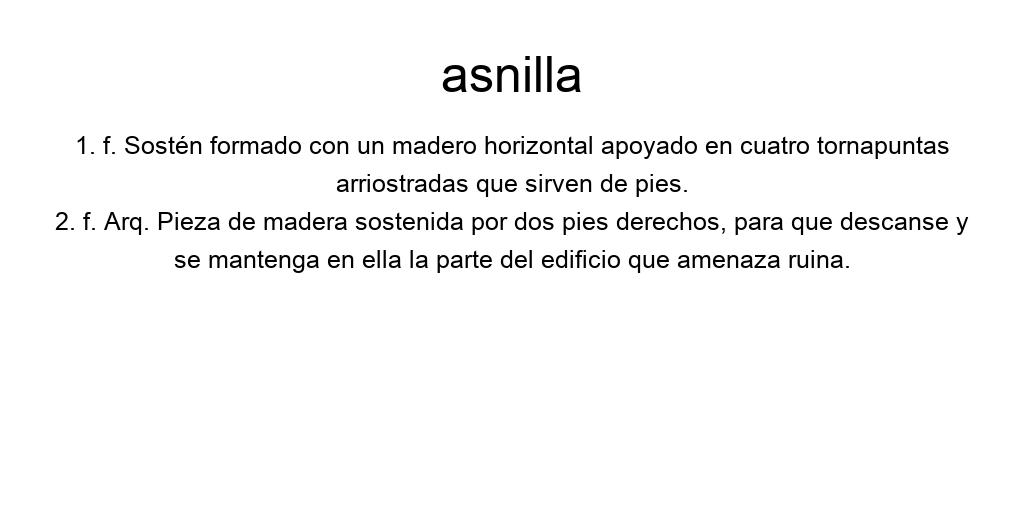 asnilla
1. f. Sostén formado con un madero horizontal apoyado en cuatro tornapuntas
arriostradas que sirven de pies.
2. f. Arq. Pieza de madera sostenida por dos pies derechos, para que descanse y
se mantenga en ella la parte del edificio que amenaza ruina.